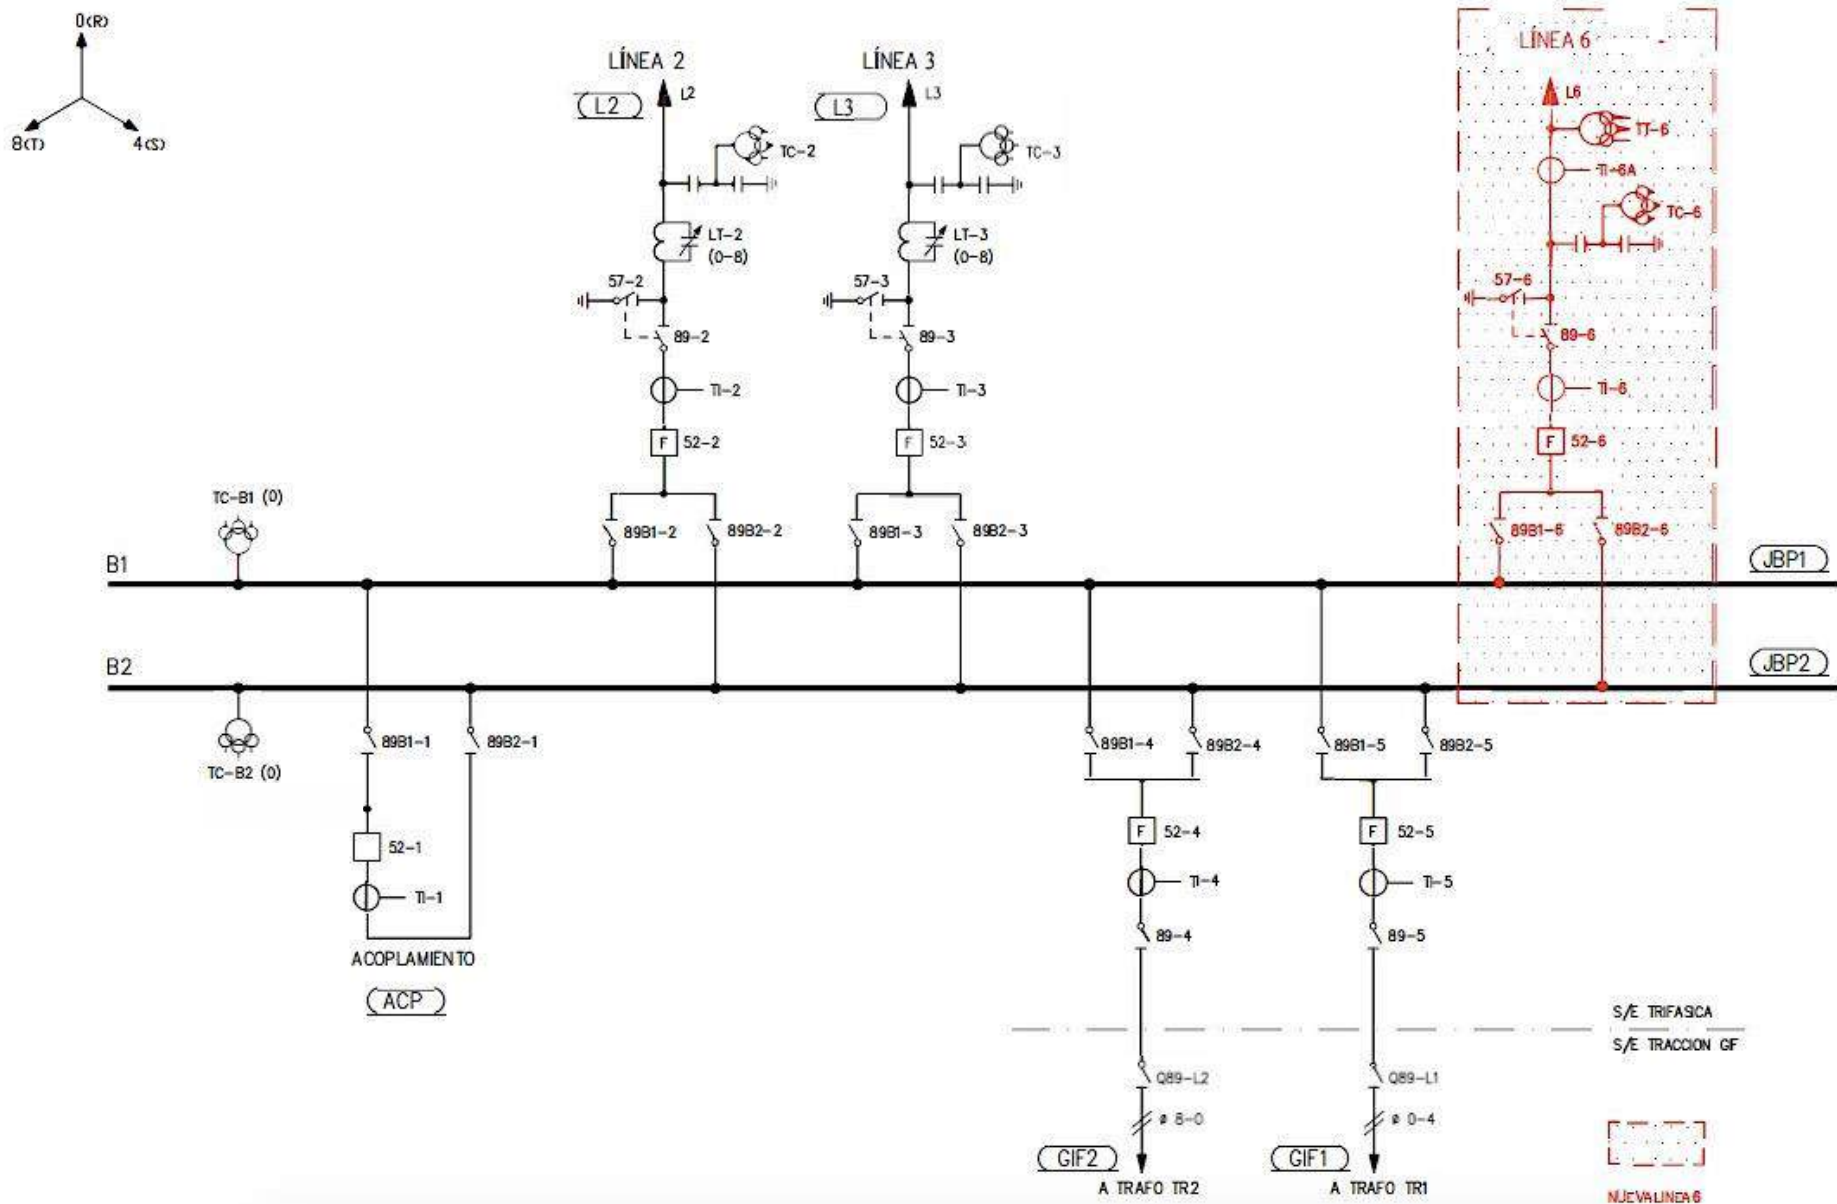 0(R)
8(T)
4(S)
LÍNEA 2
L2
L2
TC-2
LT-2
(0-8)
57-2
89-2
TI-2
52-2
F
89B1-2
89B2-2
LÍNEA 3
L3
L3
TC-3
LT-3
(0-8)
57-3
89-3
TI-3
52-3
F
89B1-3
89B2-3
LÍNEA 6
L6
TT-6
TI-6A
TC-6
57-6
89-6
TI-6
52-6
F
89B1-6
89B2-6
TC-B1 (0)
B1
JBP1
B2
JBP2
TC-B2 (0)
89B1-1
89B2-1
52-1
TI-1
ACOPLAMIENTO
ACP
89B1-4
89B2-4
F
52-4
TI-4
89-4
89B1-5
89B2-5
F
52-5
TI-5
89-5
S/E TRIFASICA
S/E TRACCION GIF
Q89-L2
ø 8-0
GIF2
A TRAFO TR2
Q89-L1
ø 0-4
GIF1
A TRAFO TR1
NUEVA LINEA 6